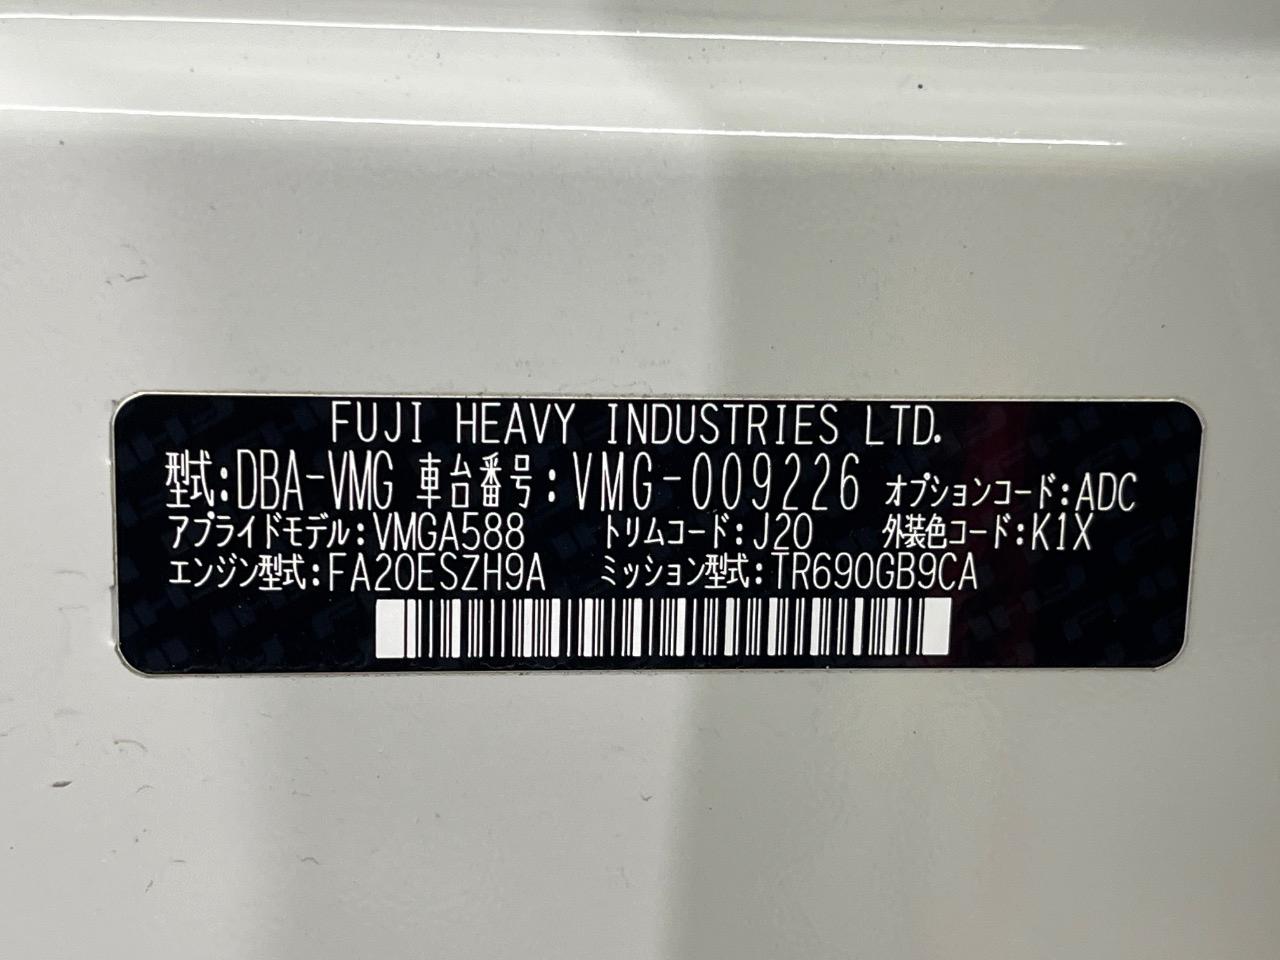 FUJI HEAVY INDUSTRIES LTD.
型式:DBA-VMG 車台番号:VMG-009226 オプションコード:ADC
アプライドモデル:VMGA588 トリムコード:J20 外装色コード:K1X
エンジン型式:FA20ESZH9A ミッション型式:TR690GB9CA